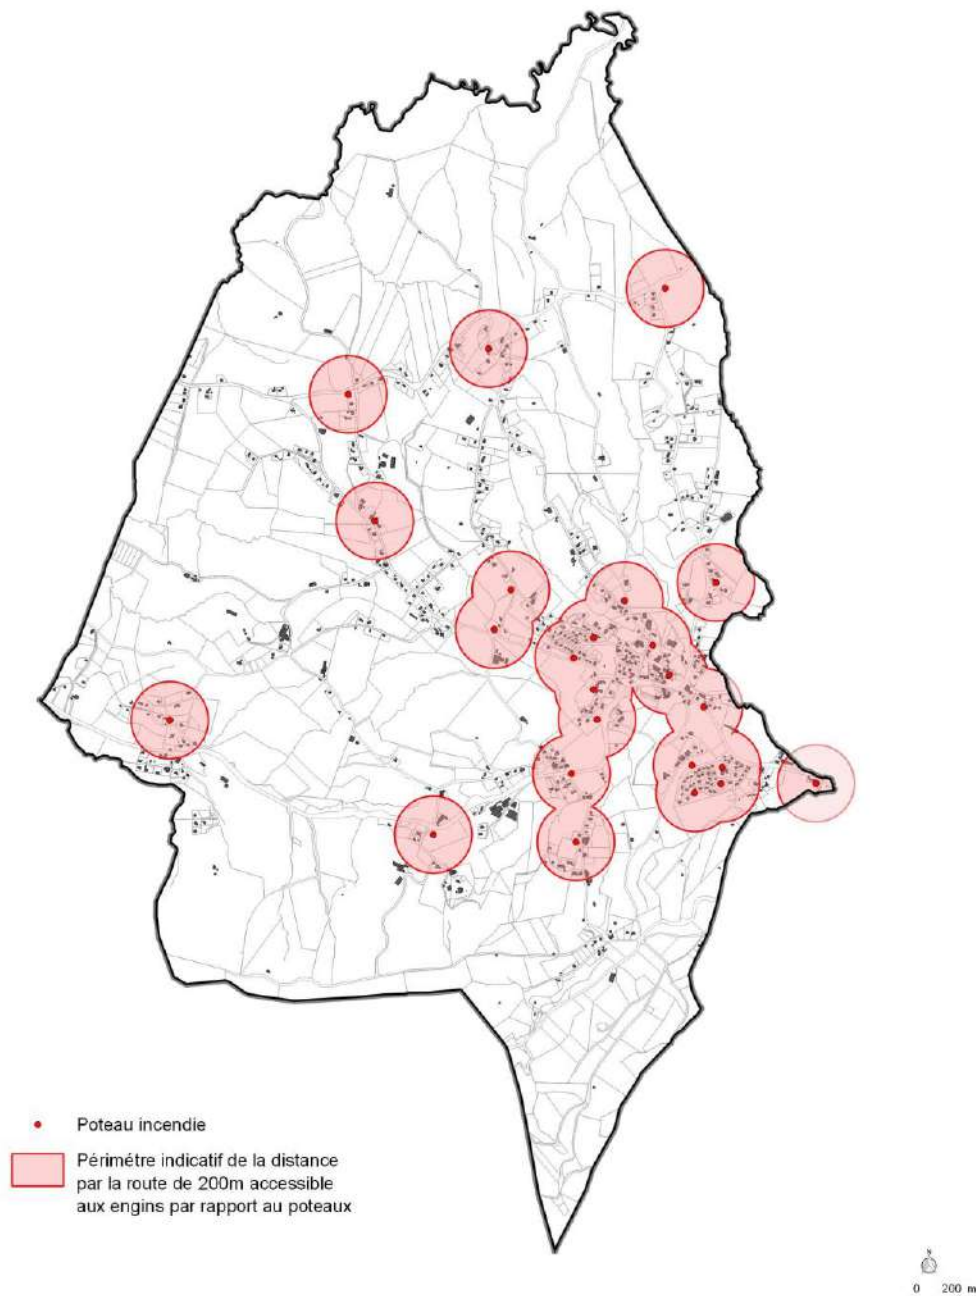 Poteau incendie
Périmétre indicatif de la distance
par la route de 200m accessible
aux engins par rapport au poteaux
N
0 200 m